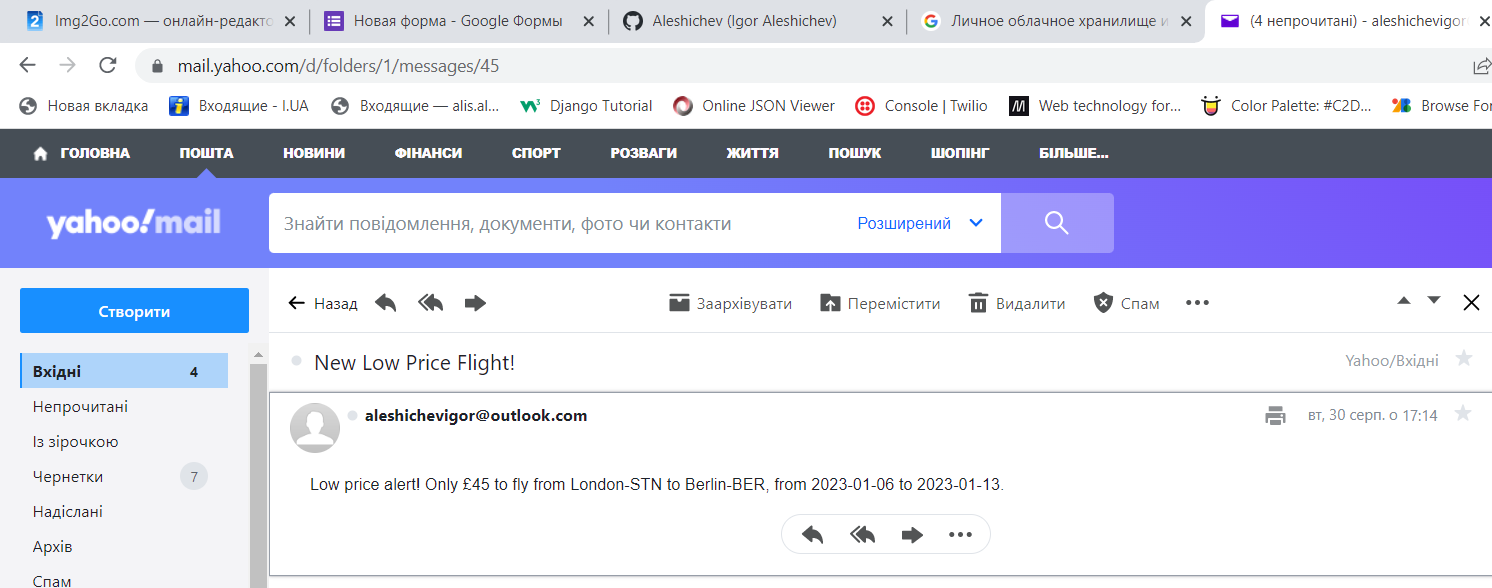 Img2Go.com — онлайн-редакто
Новая форма - Google Формы
Aleshichev (Igor Aleshichev)
Личное облачное хранилище и
(4 непрочитані) - aleshichevigor
mail.yahoo.com/d/folders/1/messages/45
Новая вкладка
Входящие - I.UA
Входящие — alis.al...
Django Tutorial
Online JSON Viewer
Console | Twilio
Web technology for...
Color Palette: #C2D...
Browse For
ГОЛОВНА ПОШТА НОВИНИ ФІНАНСИ СПОРТ РОЗВАГИ ЖИТТЯ ПОШУК ШОПІНГ БІЛЬШЕ...
yahoo!mail
Знайти повідомлення, документи, фото чи контакти
Розширений
Створити
Назад
Заархівувати
Перемістити
Видалити
Спам
Вхідні 4
Непрочитані
Із зірочкою
Чернетки 7
Надіслані
Архів
Спам
New Low Price Flight!
Yahoo/Вхідні
aleshichevigor@outlook.com
вт, 30 серп. о 17:14
Low price alert! Only £45 to fly from London-STN to Berlin-BER, from 2023-01-06 to 2023-01-13.